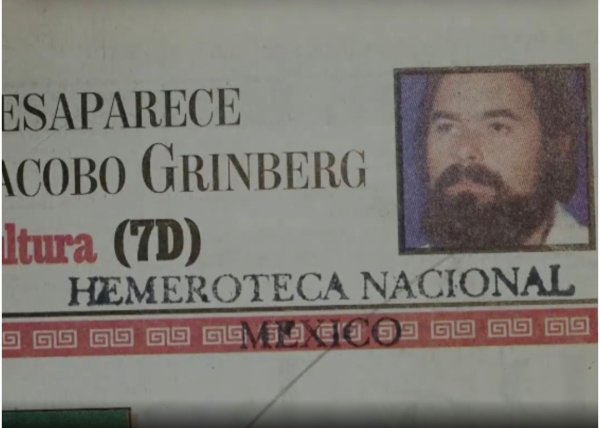 ESAPARECE
ACOBO GRINBERG
ltura (7D)
HEMEROTECA NACIONAL
MEXICO